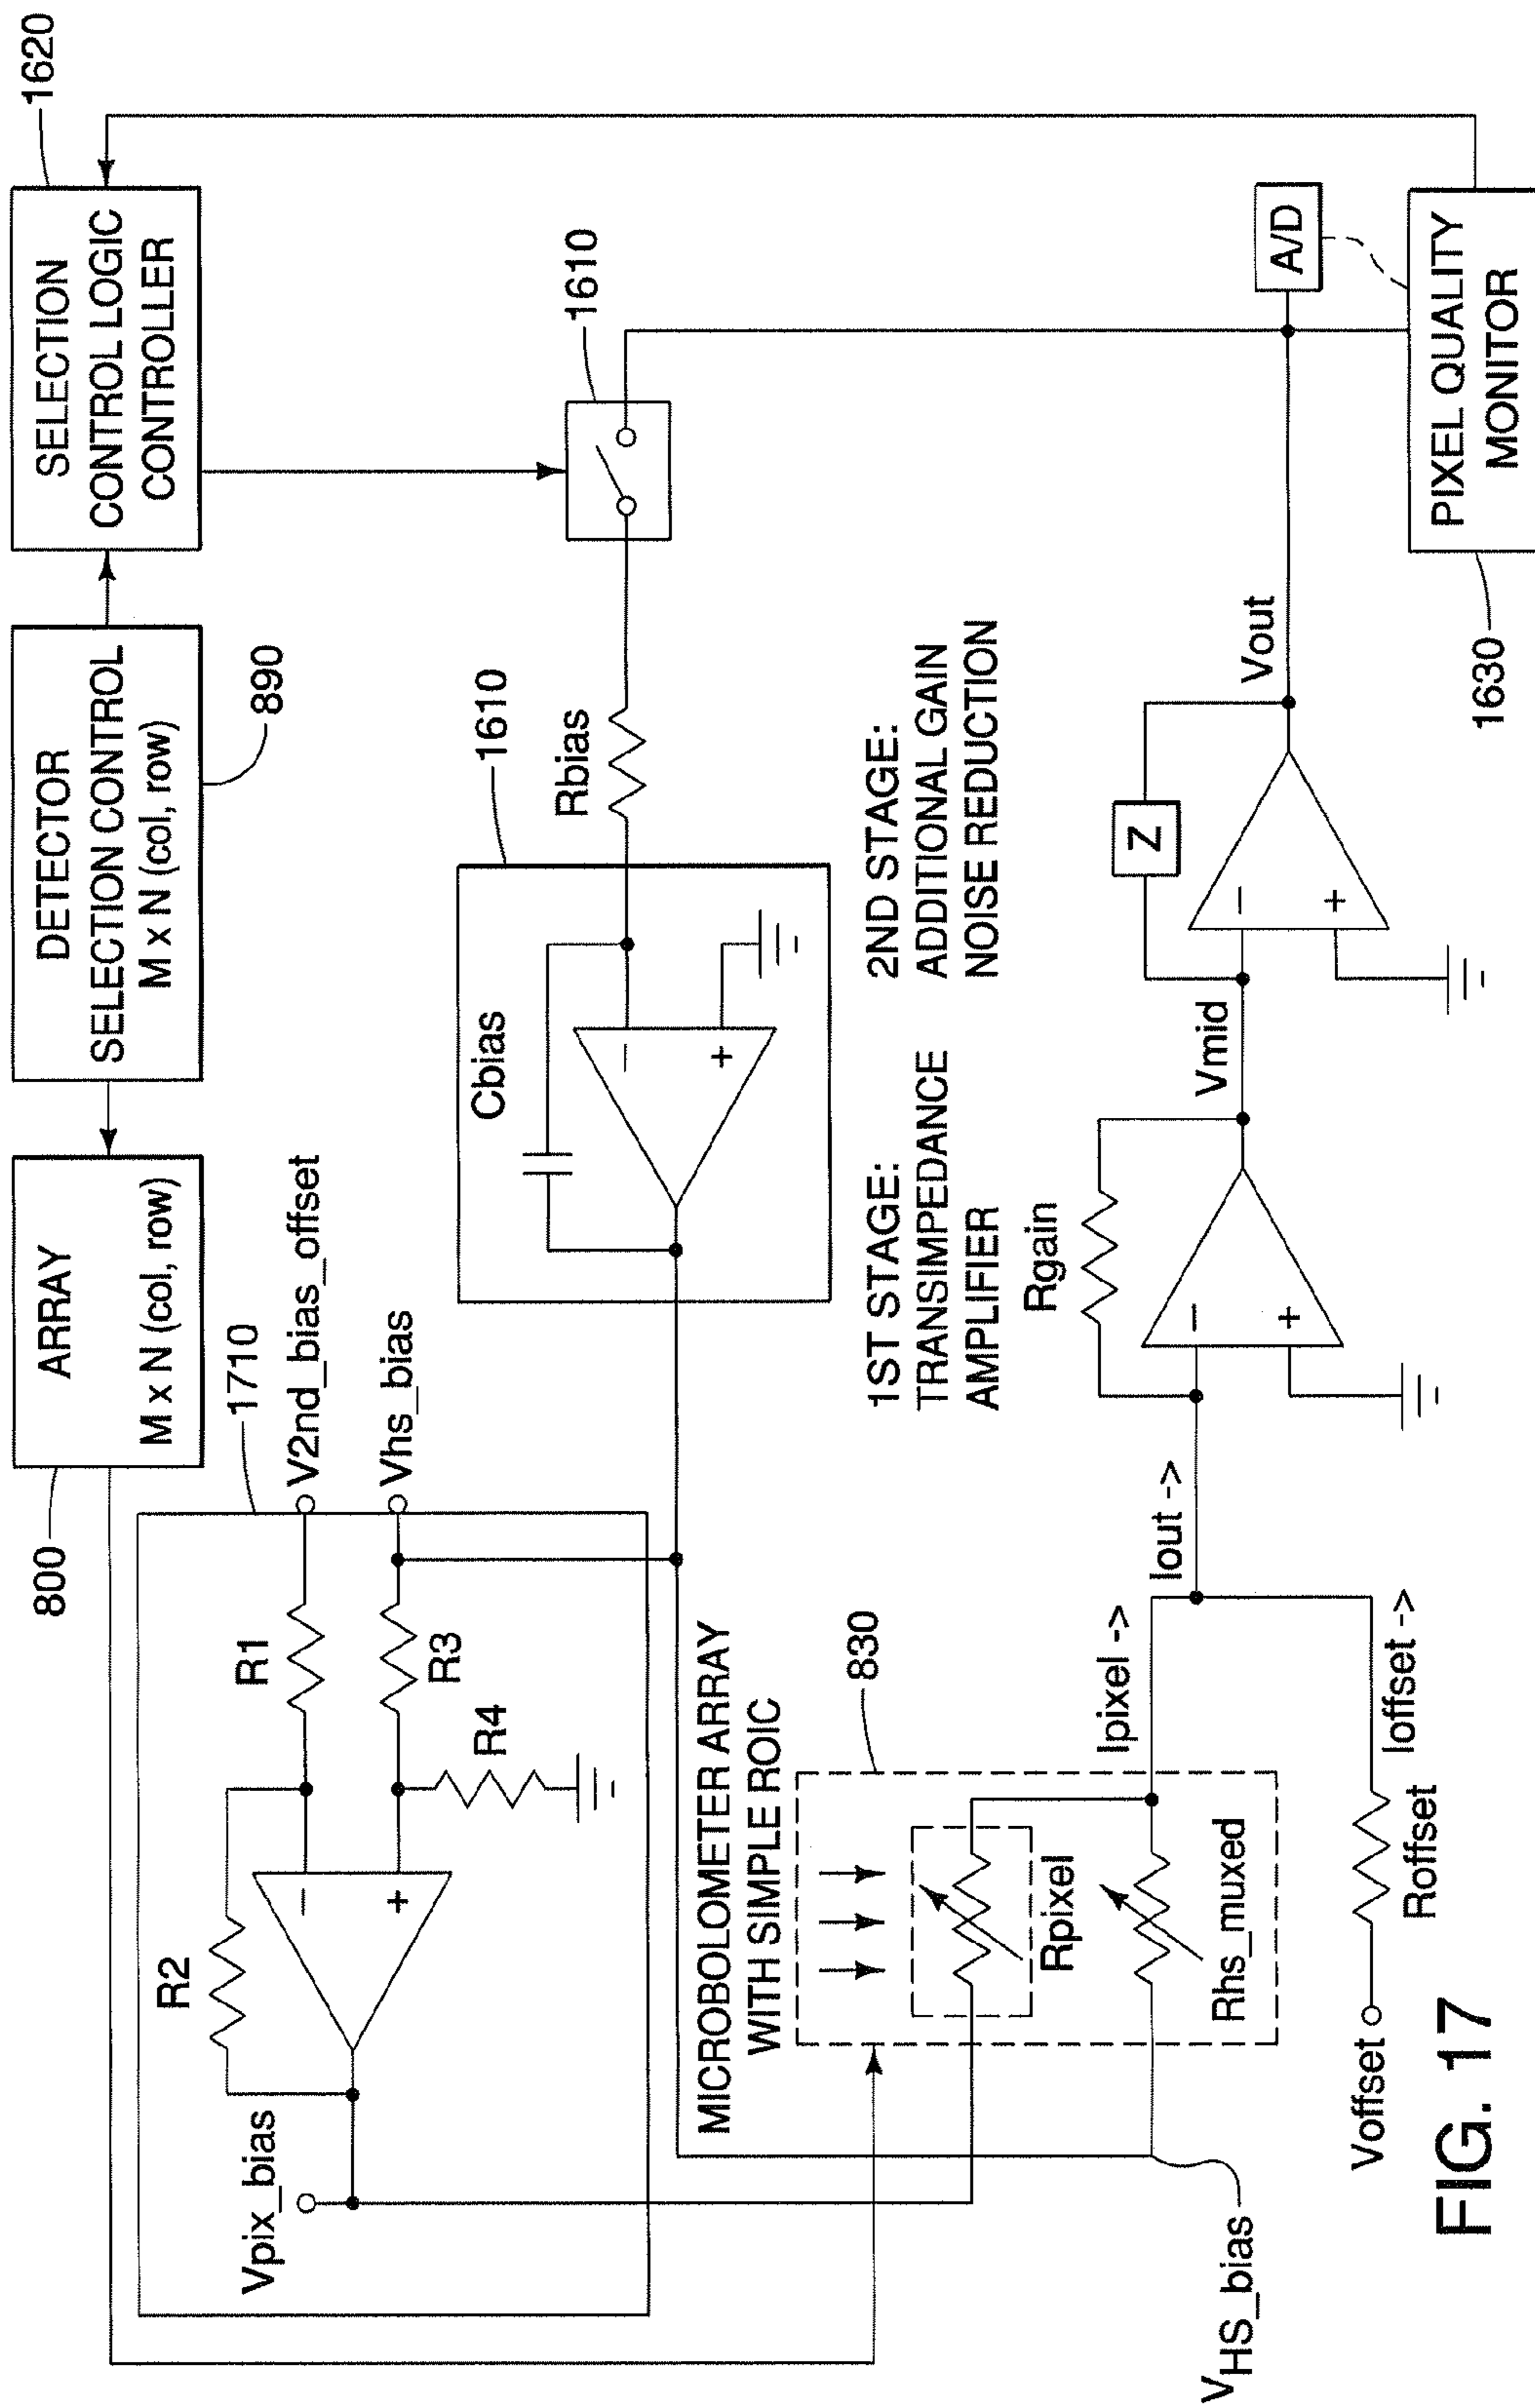 800
ARRAY
M x N (col, row)
DETECTOR
SELECTION CONTROL
M x N (col, row)
890
SELECTION
CONTROL LOGIC
CONTROLLER
1620
1710
V2nd_bias_offset
Vhs_bias
R1
R2
R3
R4
−
+
Vpix_bias
1610
Cbias
−
+
Rbias
1610
MICROBOLOMETER ARRAY
WITH SIMPLE ROIC
830
Rpixel
Rhs_muxed
VHS_bias
Ipixel ->
Iout ->
Ioffset ->
Voffset
Roffset
1ST STAGE:
TRANSIMPEDANCE
AMPLIFIER
Rgain
−
+
Vmid
2ND STAGE:
ADDITIONAL GAIN
NOISE REDUCTION
Z
−
+
Vout
A/D
PIXEL QUALITY
MONITOR
1630
FIG. 17